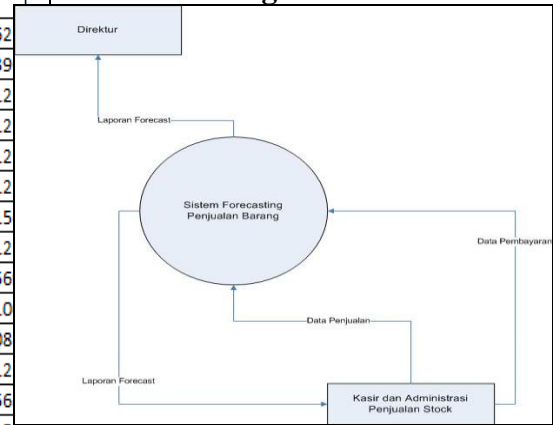 Direktur
Laporan Forecast
Sistem Forecasting
Penjualan Barang
Data Pembayaran
Data Penjualan
Laporan Forecast
Kasir dan Administrasi
Penjualan Stock